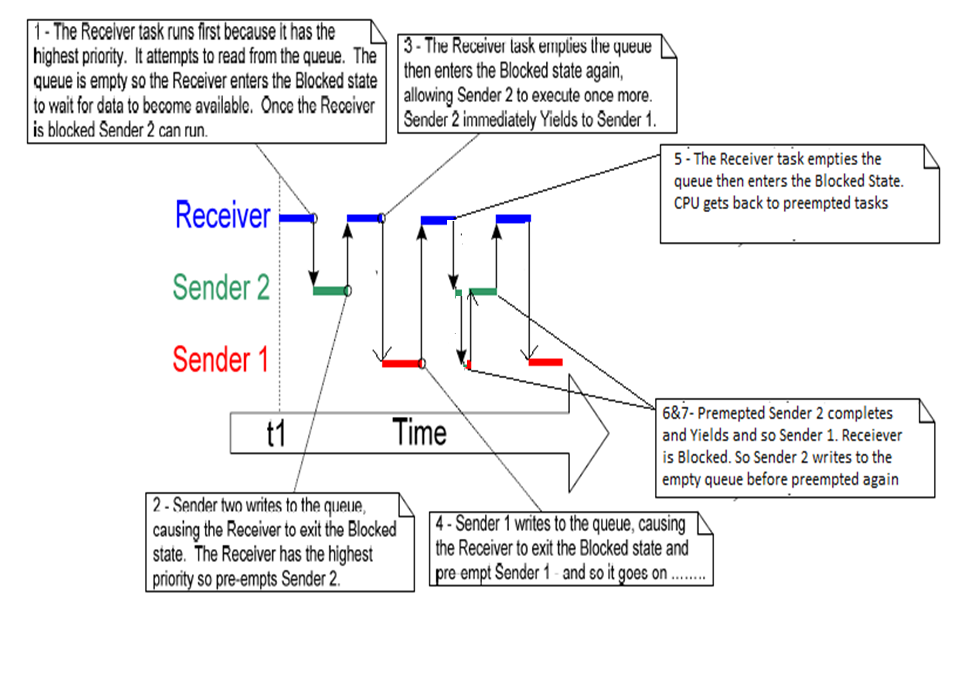 1 - The Receiver task runs first because it has the
highest priority.  It attempts to read from the queue.  The
queue is empty so the Receiver enters the Blocked state
to wait for data to become available.  Once the Receiver
is blocked Sender 2 can run.
3 - The Receiver task empties the queue
then enters the Blocked state again,
allowing Sender 2 to execute once more.
Sender 2 immediately Yields to Sender 1.
5 - The Receiver task empties the
queue then enters the Blocked State.
CPU gets back to preempted tasks
Receiver
Sender 2
Sender 1
t1
Time
6&7- Premepted Sender 2 completes
and Yields and so Sender 1. Receiever
is Blocked. So Sender 2 writes to the
empty queue before preempted again
2 - Sender two writes to the queue,
causing the Receiver to exit the Blocked
state.  The Receiver has the highest
priority so pre-empts Sender 2.
4 - Sender 1 writes to the queue, causing
the Receiver to exit the Blocked state and
pre empt Sender 1 - and so it goes on ........